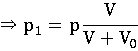 ⇒ p₁ = p V / (V + V₀)